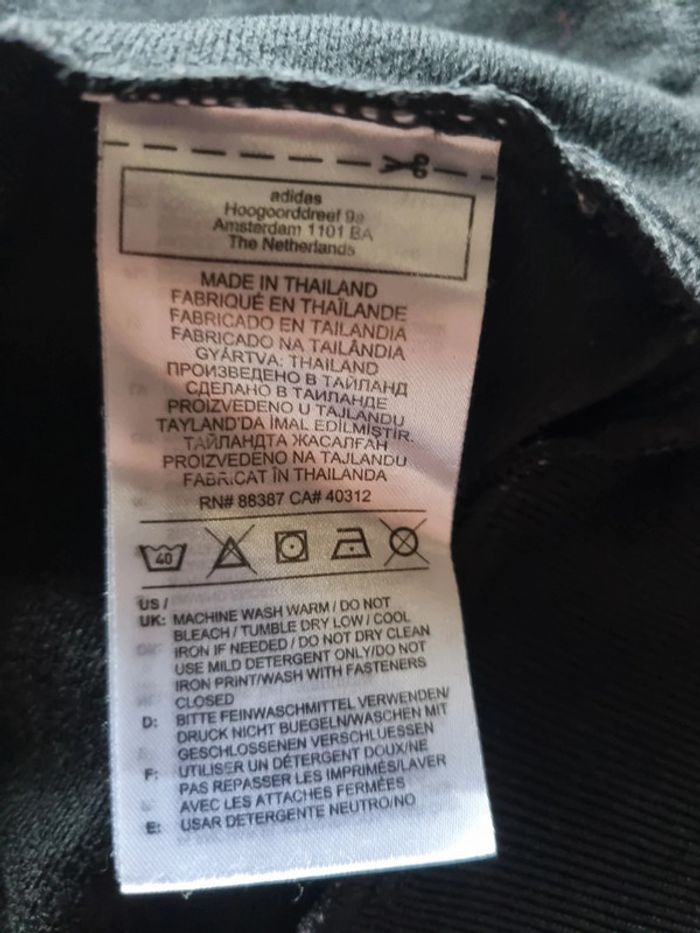 adidas
Hoogoorddreef 9a
Amsterdam 1101 BA
The Netherlands
MADE IN THAILAND
FABRIQUÉ EN THAÏLANDE
FABRICADO EN TAILANDIA
FABRICADO NA TAILÂNDIA
GYÁRTVA: THAILAND
ПРОИЗВЕДЕНО В ТАЙЛАНД
СДЕЛАНО В ТАИЛАНДЕ
PROIZVEDENO U TAJLANDU
TAYLAND'DA İMAL EDİLMİŞTİR.
ТАЙЛАНДТА ЖАСАЛҒАН
PROIZVEDENO NA TAJLANDU
FABRICAT ÎN THAILANDA
RN# 88387 CA# 40312
40
US /
UK: MACHINE WASH WARM / DO NOT
BLEACH / TUMBLE DRY LOW / COOL
IRON IF NEEDED / DO NOT DRY CLEAN
USE MILD DETERGENT ONLY/DO NOT
IRON PRINT/WASH WITH FASTENERS
CLOSED
D: BITTE FEINWASCHMITTEL VERWENDEN/
DRUCK NICHT BUEGELN/WASCHEN MIT
GESCHLOSSENEN VERSCHLUESSEN
F: UTILISER UN DÉTERGENT DOUX/NE
PAS REPASSER LES IMPRIMÉS/LAVER
AVEC LES ATTACHES FERMÉES
E: USAR DETERGENTE NEUTRO/NO